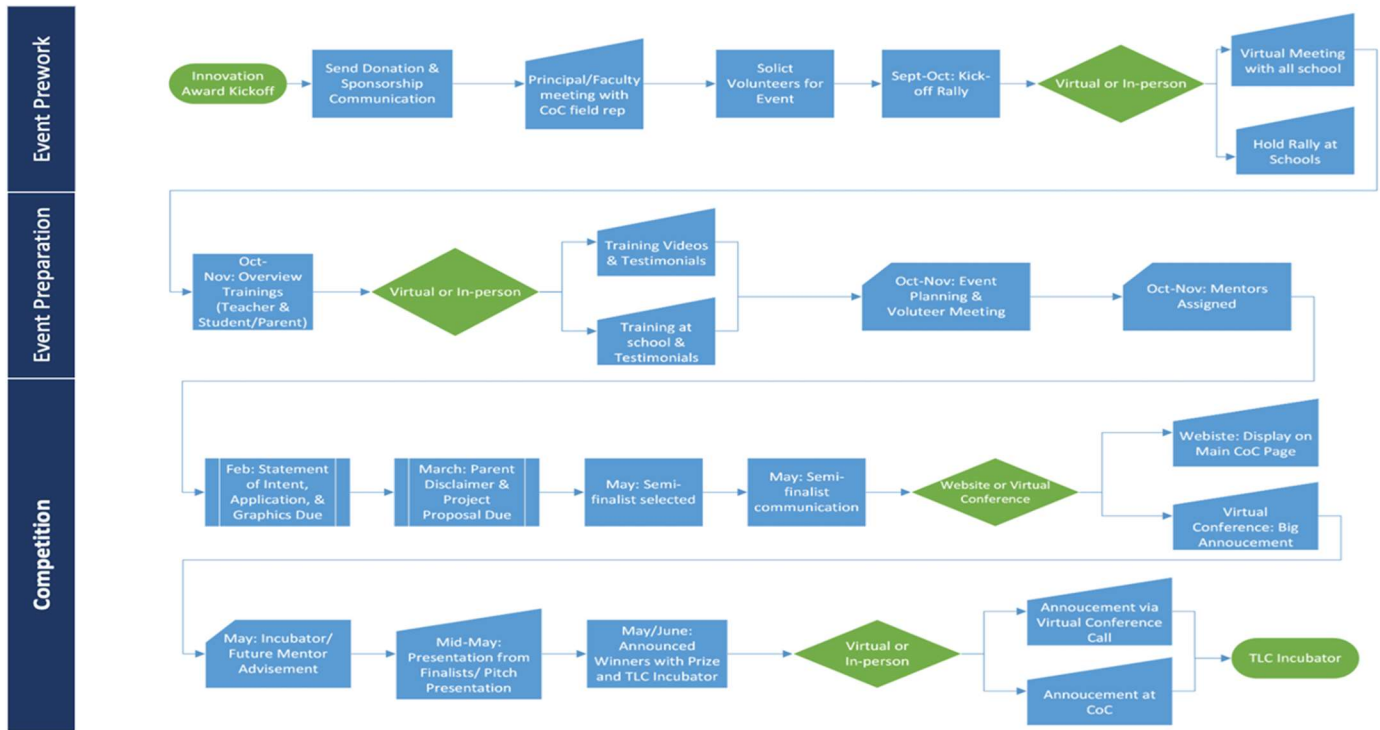 Event Prework
Innovation
Award Kickoff
Send Donation &
Sponsorship
Communication
Principal/Faculty
meeting with
CoC field rep
Solict
Volunteers for
Event
Sept-Oct: Kick-
off Rally
Virtual or In-person
Virtual Meeting
with all school
Hold Rally at
Schools
Event Preparation
Oct-
Nov: Overview
Trainings
(Teacher &
Student/Parent)
Virtual or In-person
Training Videos
& Testimonials
Training at
school &
Testimonials
Oct-Nov: Event
Planning &
Voluteer Meeting
Oct-Nov: Mentors
Assigned
Competition
Feb: Statement
of Intent,
Application, &
Graphics Due
March: Parent
Disclaimer &
Project
Proposal Due
May: Semi-
finalist selected
May: Semi-
finalist
communication
Website or Virtual
Conference
Webiste: Display on
Main CoC Page
Virtual
Conference: Big
Annoucement
May: Incubator/
Future Mentor
Advisement
Mid-May:
Presentation from
Finalists/ Pitch
Presentation
May/June:
Announced
Winners with Prize
and TLC Incubator
Virtual or
In-person
Annoucement via
Virtual Conference
Call
Annoucement at
CoC
TLC Incubator